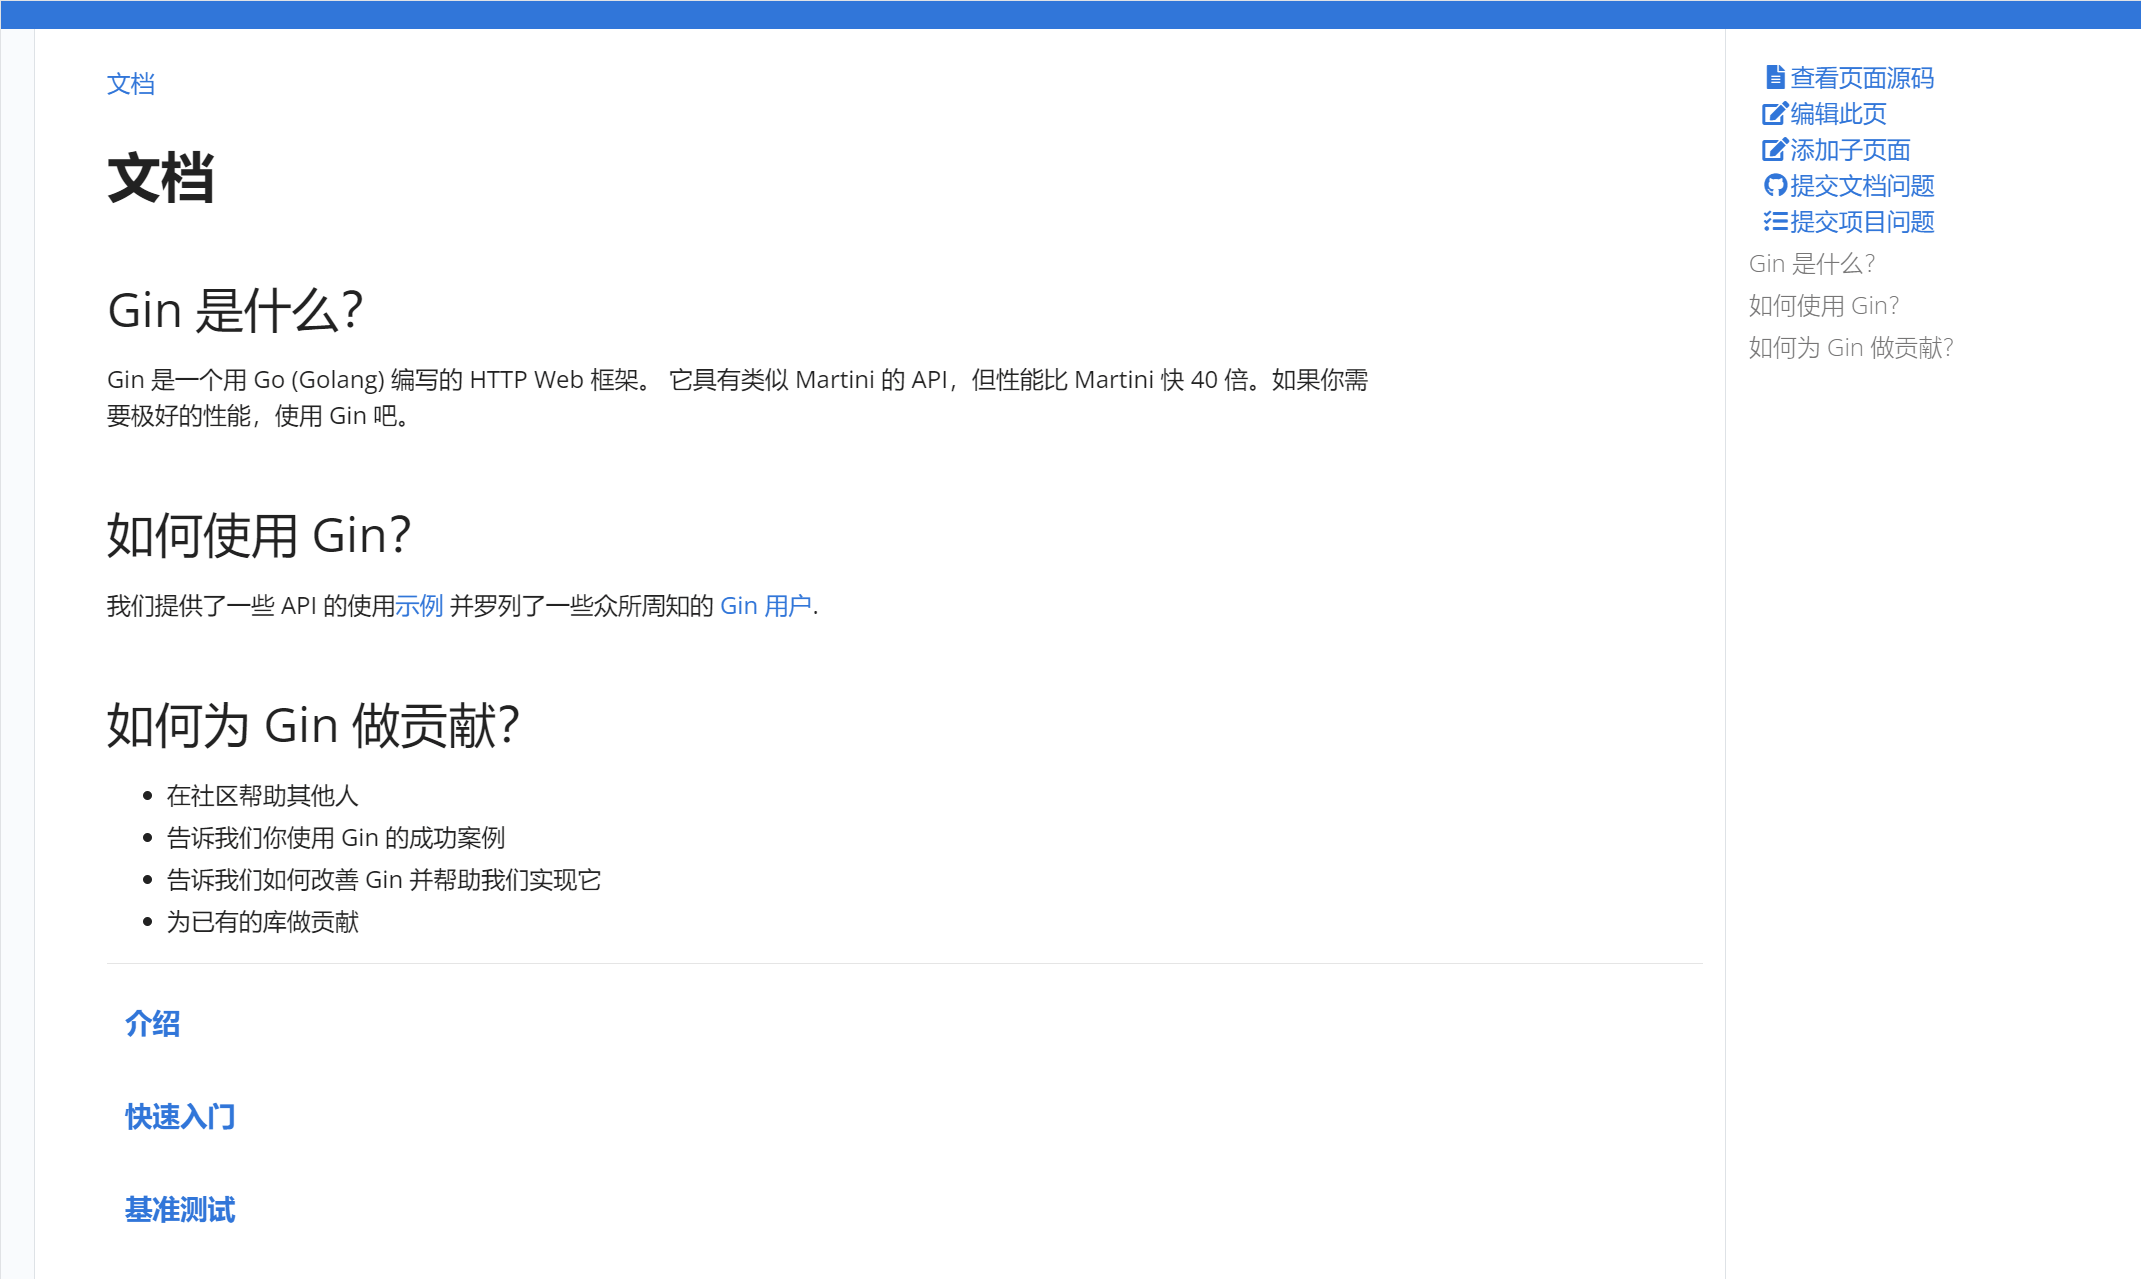 文档
文档
Gin 是什么？
Gin 是一个用 Go (Golang) 编写的 HTTP Web 框架。 它具有类似 Martini 的 API，但性能比 Martini 快 40 倍。如果你需
要极好的性能，使用 Gin 吧。
如何使用 Gin？
我们提供了一些 API 的使用示例 并罗列了一些众所周知的 Gin 用户.
如何为 Gin 做贡献？
在社区帮助其他人
告诉我们你使用 Gin 的成功案例
告诉我们如何改善 Gin 并帮助我们实现它
为已有的库做贡献
介绍
快速入门
基准测试
查看页面源码
编辑此页
添加子页面
提交文档问题
提交项目问题
Gin 是什么？
如何使用 Gin？
如何为 Gin 做贡献？